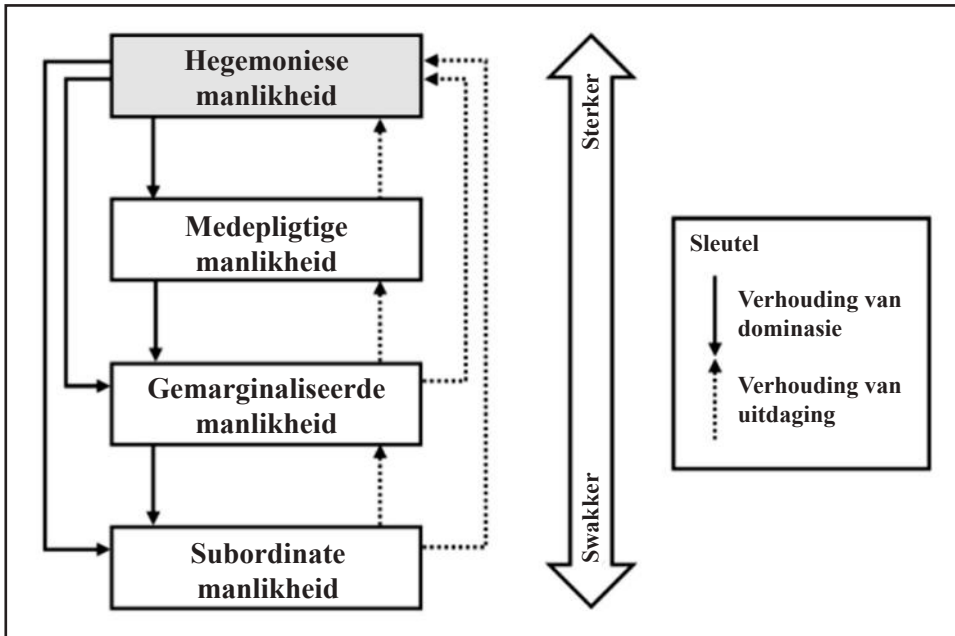 Hegemoniese
manlikheid
Medepligtige
manlikheid
Gemarginaliseerde
manlikheid
Subordinate
manlikheid
Sterker
Swakker
Sleutel
Verhouding van
dominasie
Verhouding van
uitdaging